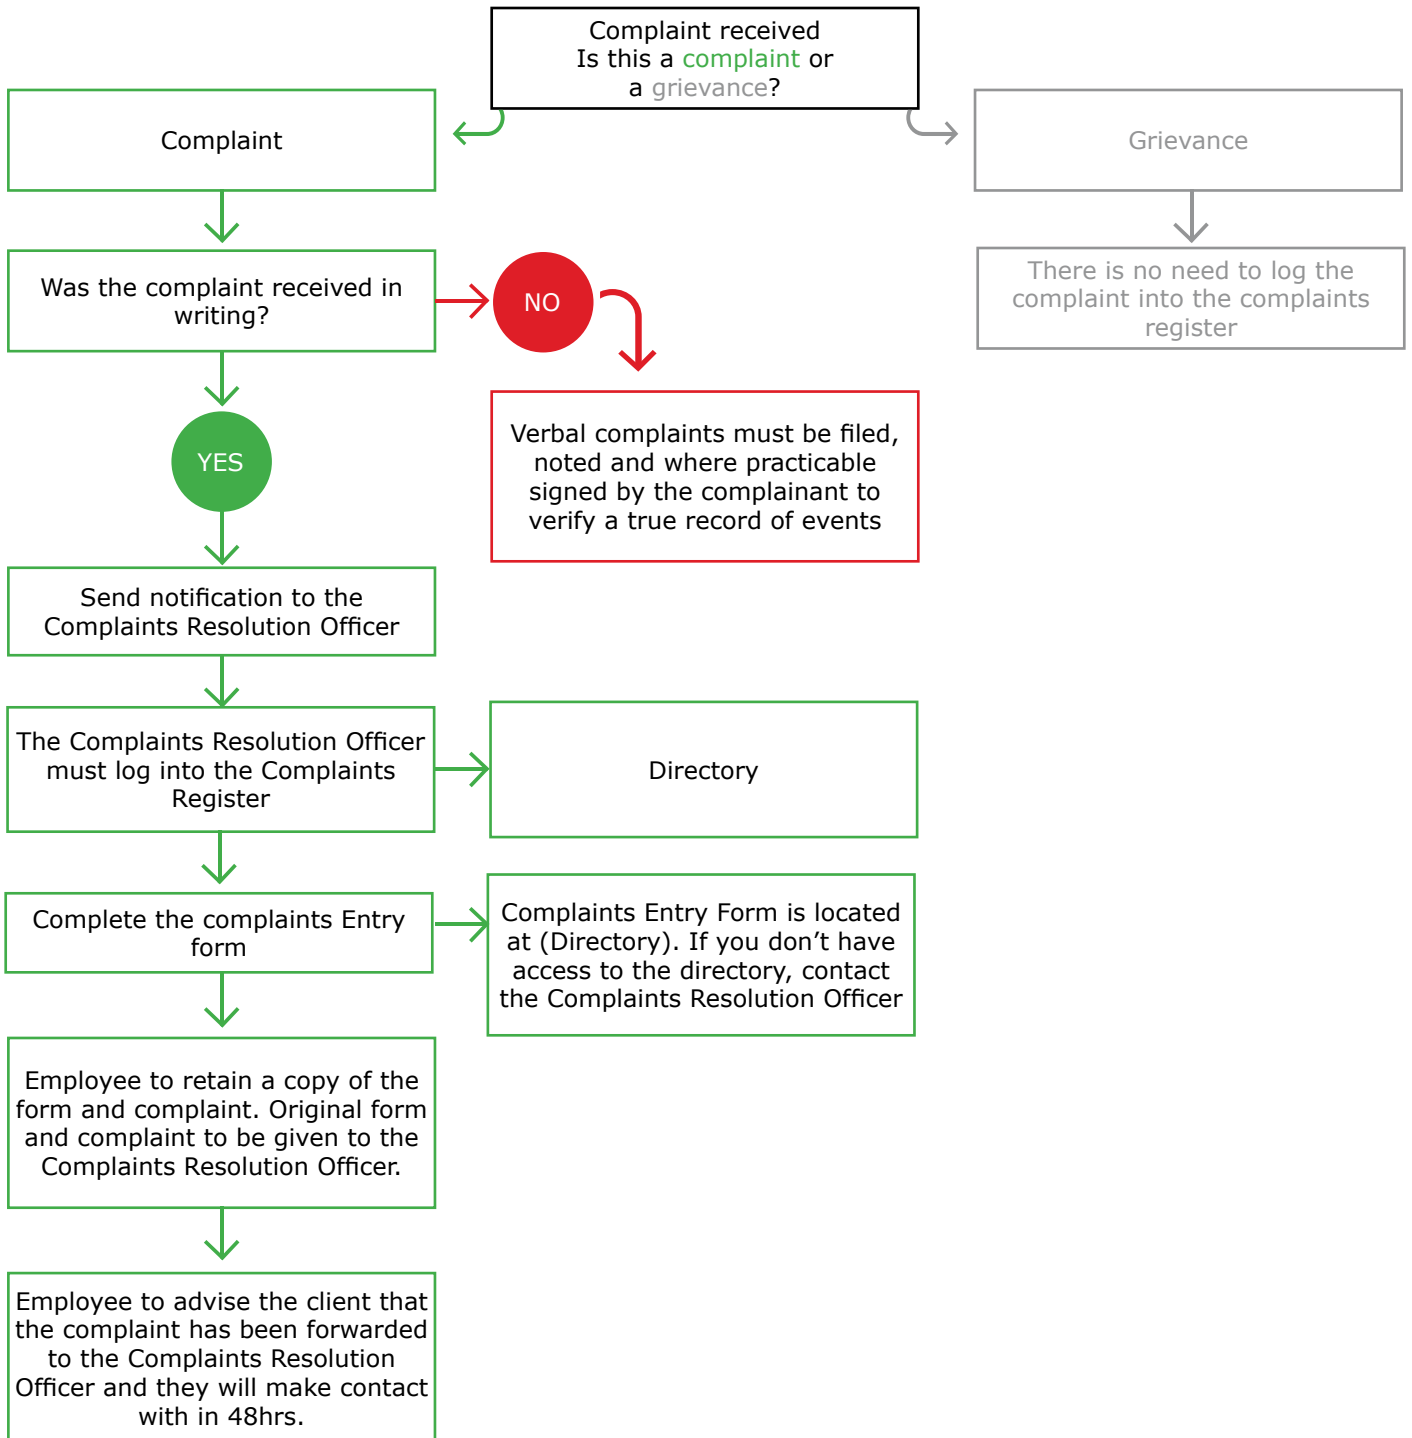 Complaint received
Is this a complaint or
a grievance?
Complaint
Grievance
Was the complaint received in
writing?
NO
There is no need to log the
complaint into the complaints
register
YES
Verbal complaints must be filed,
noted and where practicable
signed by the complainant to
verify a true record of events
Send notification to the
Complaints Resolution Officer
The Complaints Resolution Officer
must log into the Complaints
Register
Directory
Complete the complaints Entry
form
Complaints Entry Form is located
at (Directory). If you don’t have
access to the directory, contact
the Complaints Resolution Officer
Employee to retain a copy of the
form and complaint. Original form
and complaint to be given to the
Complaints Resolution Officer.
Employee to advise the client that
the complaint has been forwarded
to the Complaints Resolution
Officer and they will make contact
with in 48hrs.